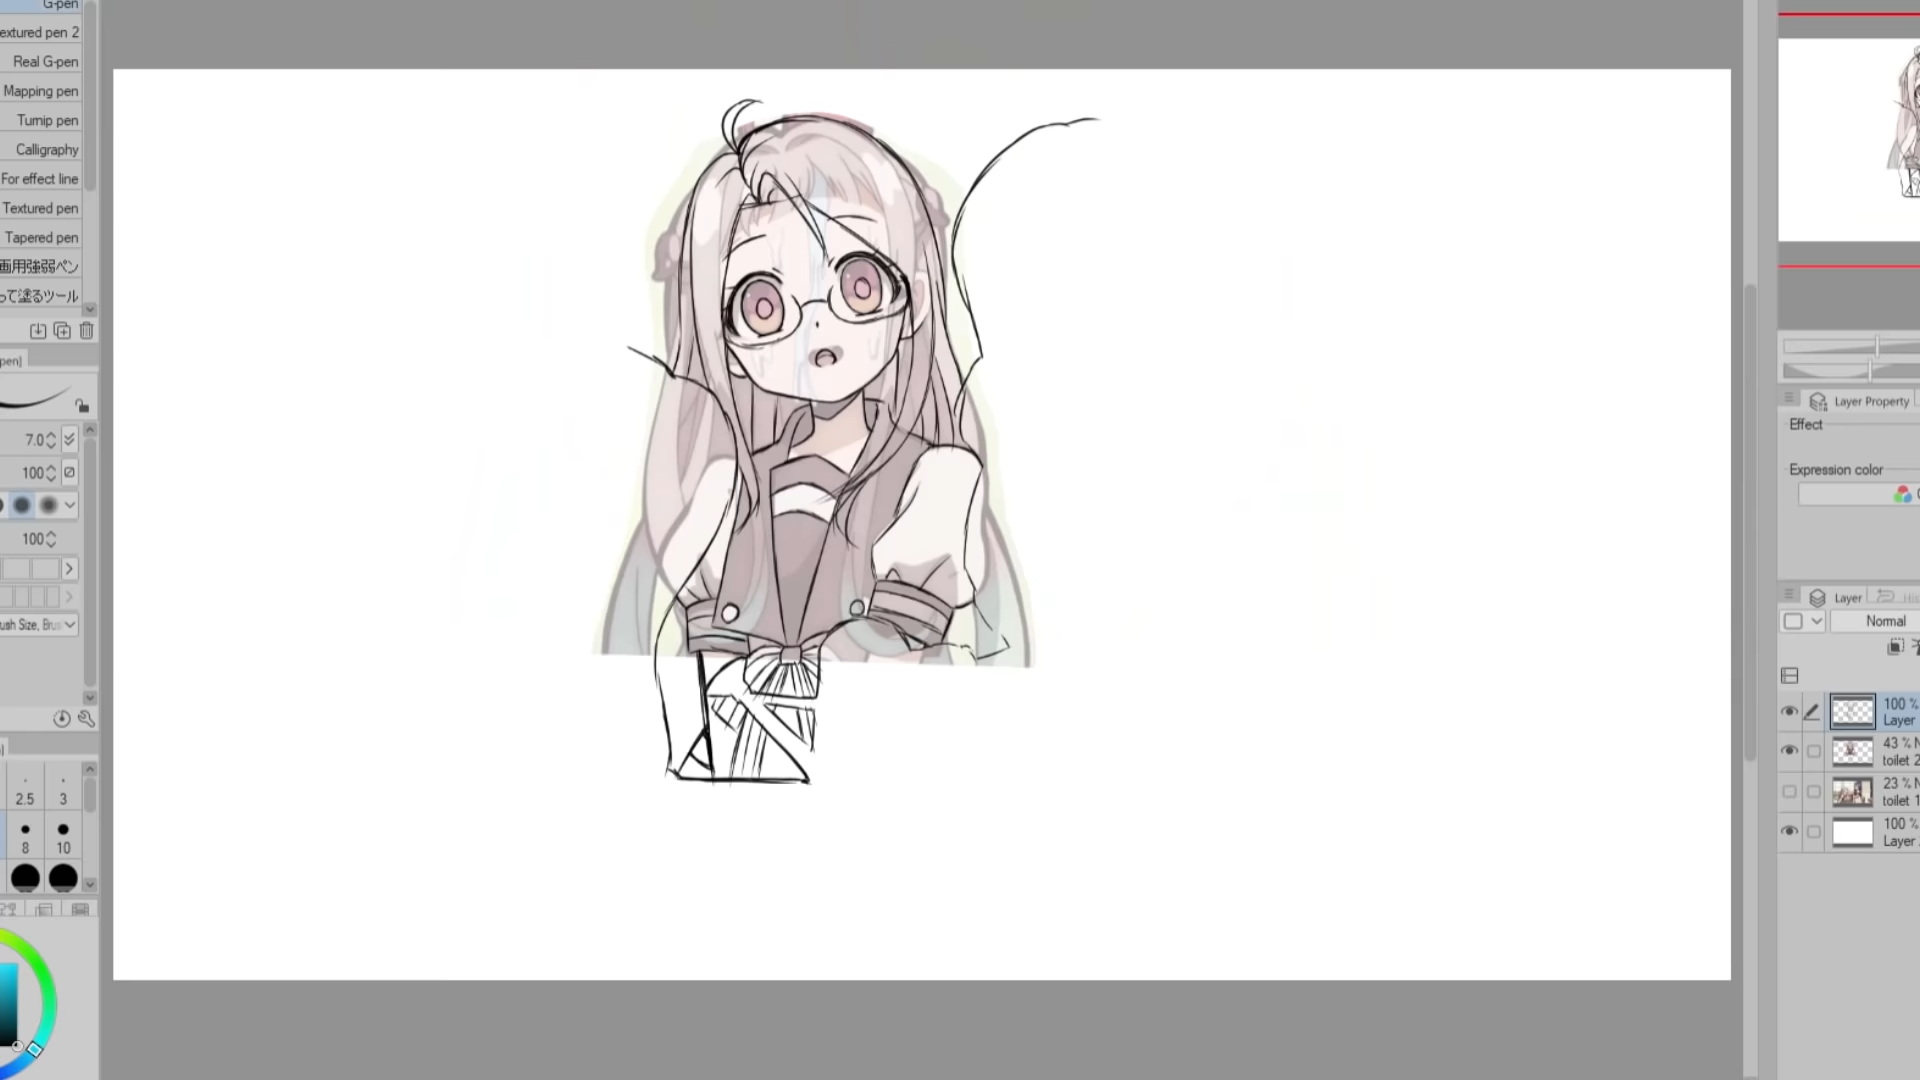 G-pen
extured pen 2
Real G-pen
Mapping pen
Turnip pen
Calligraphy
For effect line
Textured pen
Tapered pen
画用強弱ペン
って塗るツール
pen]
7.0
100
100
ush Size, Brus
2.5 3
8 10
Layer Property
Effect
Expression color
Layer His
Normal
100 %
Layer
43 % N
toilet 2
23 % N
toilet 1
100 %
Layer